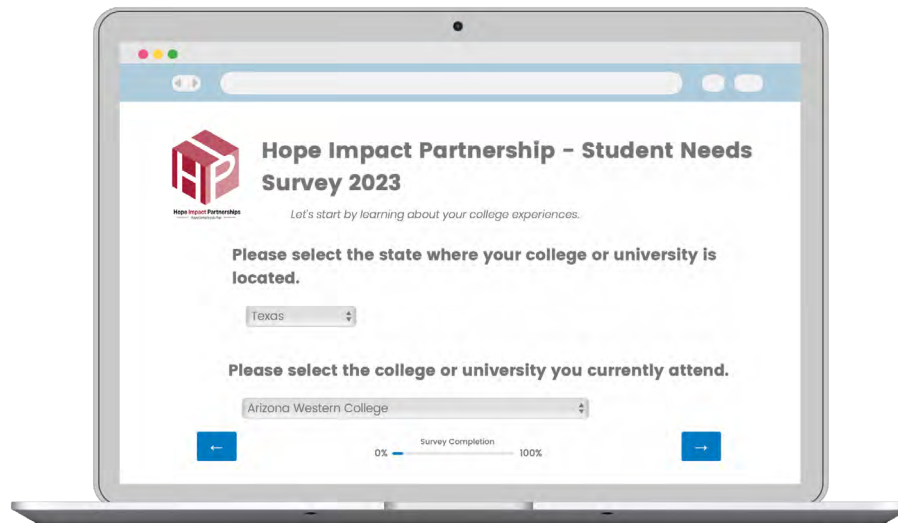 Hope Impact Partnership - Student Needs
Survey 2023
HIP
Hope Impact Partnerships
Let's start by learning about your college experiences.
Please select the state where your college or university is
located.
Texas
Please select the college or university you currently attend.
Arizona Western College
←
Survey Completion
0%
100%
→